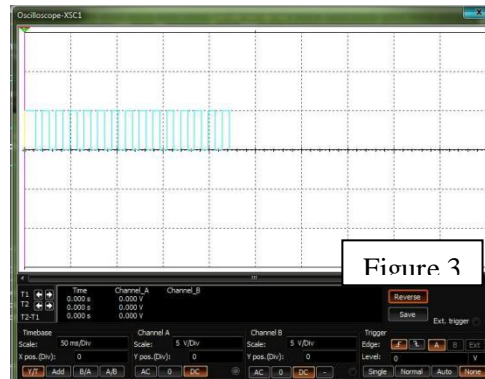 Oscilloscope-XSC1
Figure 3
Time Channel_A Channel_B
T1 0.000 s 0.000 V
T2 0.000 s 0.000 V
T2-T1 0.000 s 0.000 V
Reverse
Save
Ext. trigger
Timebase Channel A Channel B Trigger
Scale: 50 ms/Div Scale: 5 V/Div Scale: 5 V/Div Edge: A B Ext
X pos.(Div): 0 Y pos.(Div): 0 Y pos.(Div): 0 Level: 0 V
Y/T Add B/A A/B AC 0 DC AC 0 DC - Single Normal Auto None